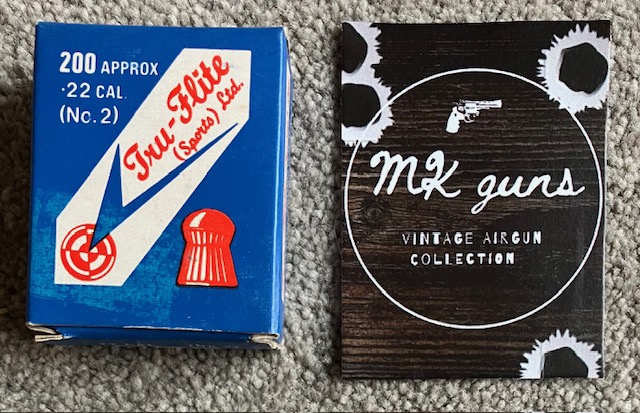 200 APPROX
.22 CAL.
(No. 2)
Tru-Flite
(Sports) Ltd.
MK guns
VINTAGE AIRGUN
COLLECTION